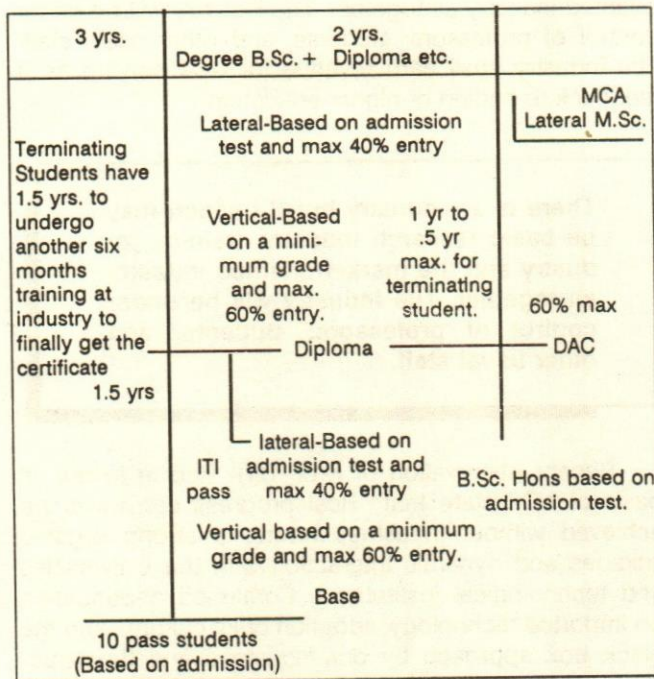 3 yrs.
2 yrs.
Degree B.Sc. + Diploma etc.
MCA
Lateral M.Sc.
Lateral-Based on admission
test and max 40% entry
Terminating
Students have
1.5 yrs. to
undergo
another six
months
training at
industry to
finally get the
certificate
1.5 yrs
Vertical-Based
on a mini-
mum grade
and max.
60% entry.
1 yr to
.5 yr
max. for
terminating
student.
60% max
Diploma
DAC
lateral-Based on
ITI admission test and
pass max 40% entry
B.Sc. Hons based on
admission test.
Vertical based on a minimum
grade and max 60% entry.
Base
10 pass students
(Based on admission)